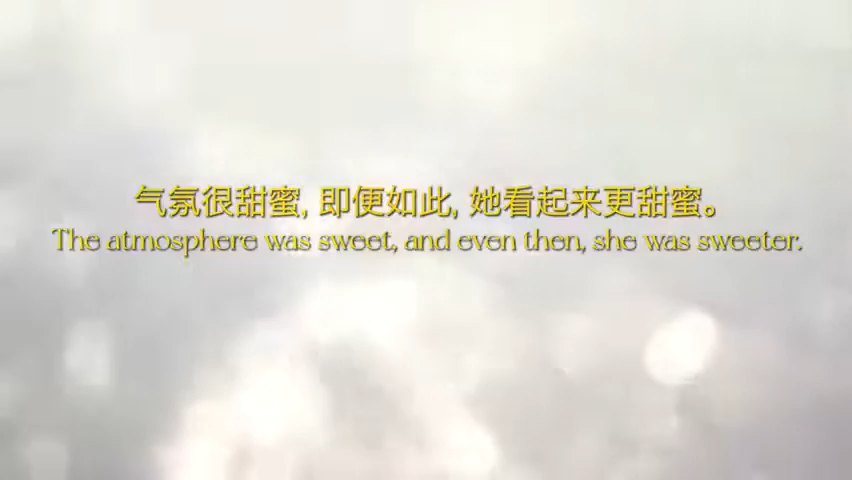 气氛很甜蜜, 即便如此, 她看起来更甜蜜。
The atmosphere was sweet, and even then, she was sweeter.